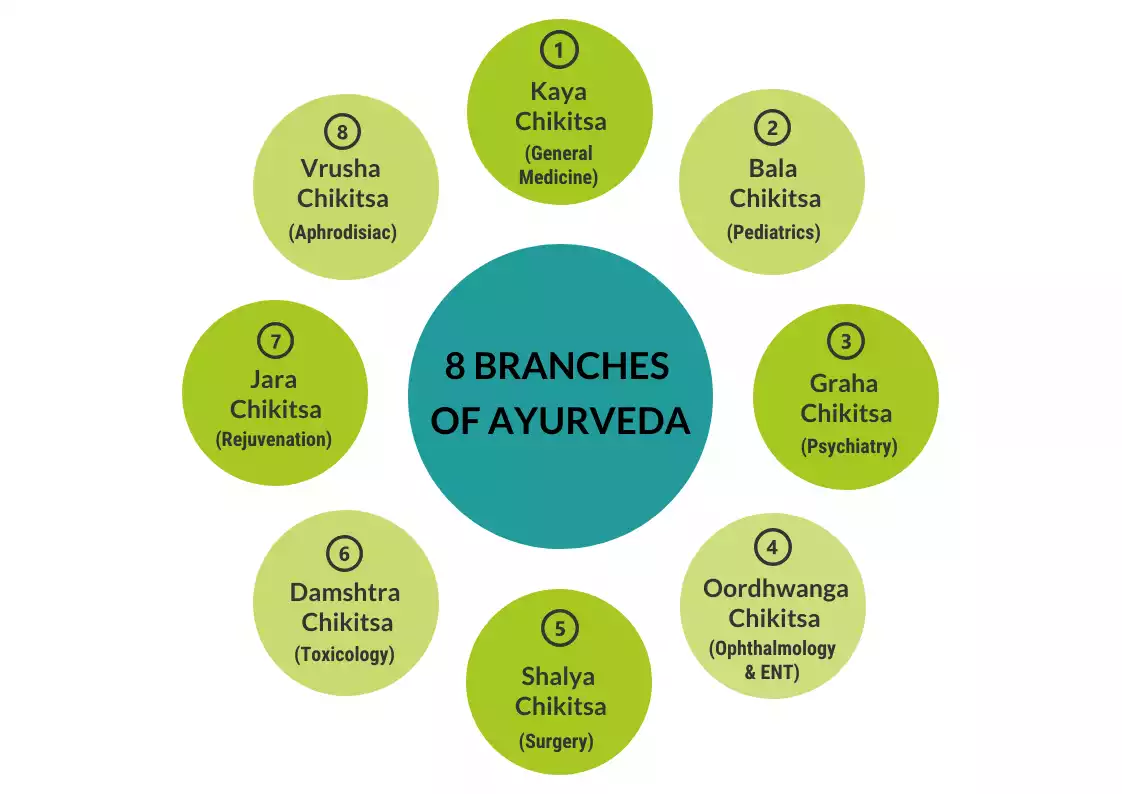 1
Kaya
Chikitsa
(General
Medicine)
2
Bala
Chikitsa
(Pediatrics)
3
Graha
Chikitsa
(Psychiatry)
4
Oordhwanga
Chikitsa
(Ophthalmology
& ENT)
5
Shalya
Chikitsa
(Surgery)
6
Damshtra
Chikitsa
(Toxicology)
7
Jara
Chikitsa
(Rejuvenation)
8
Vrusha
Chikitsa
(Aphrodisiac)
8 BRANCHES
OF AYURVEDA